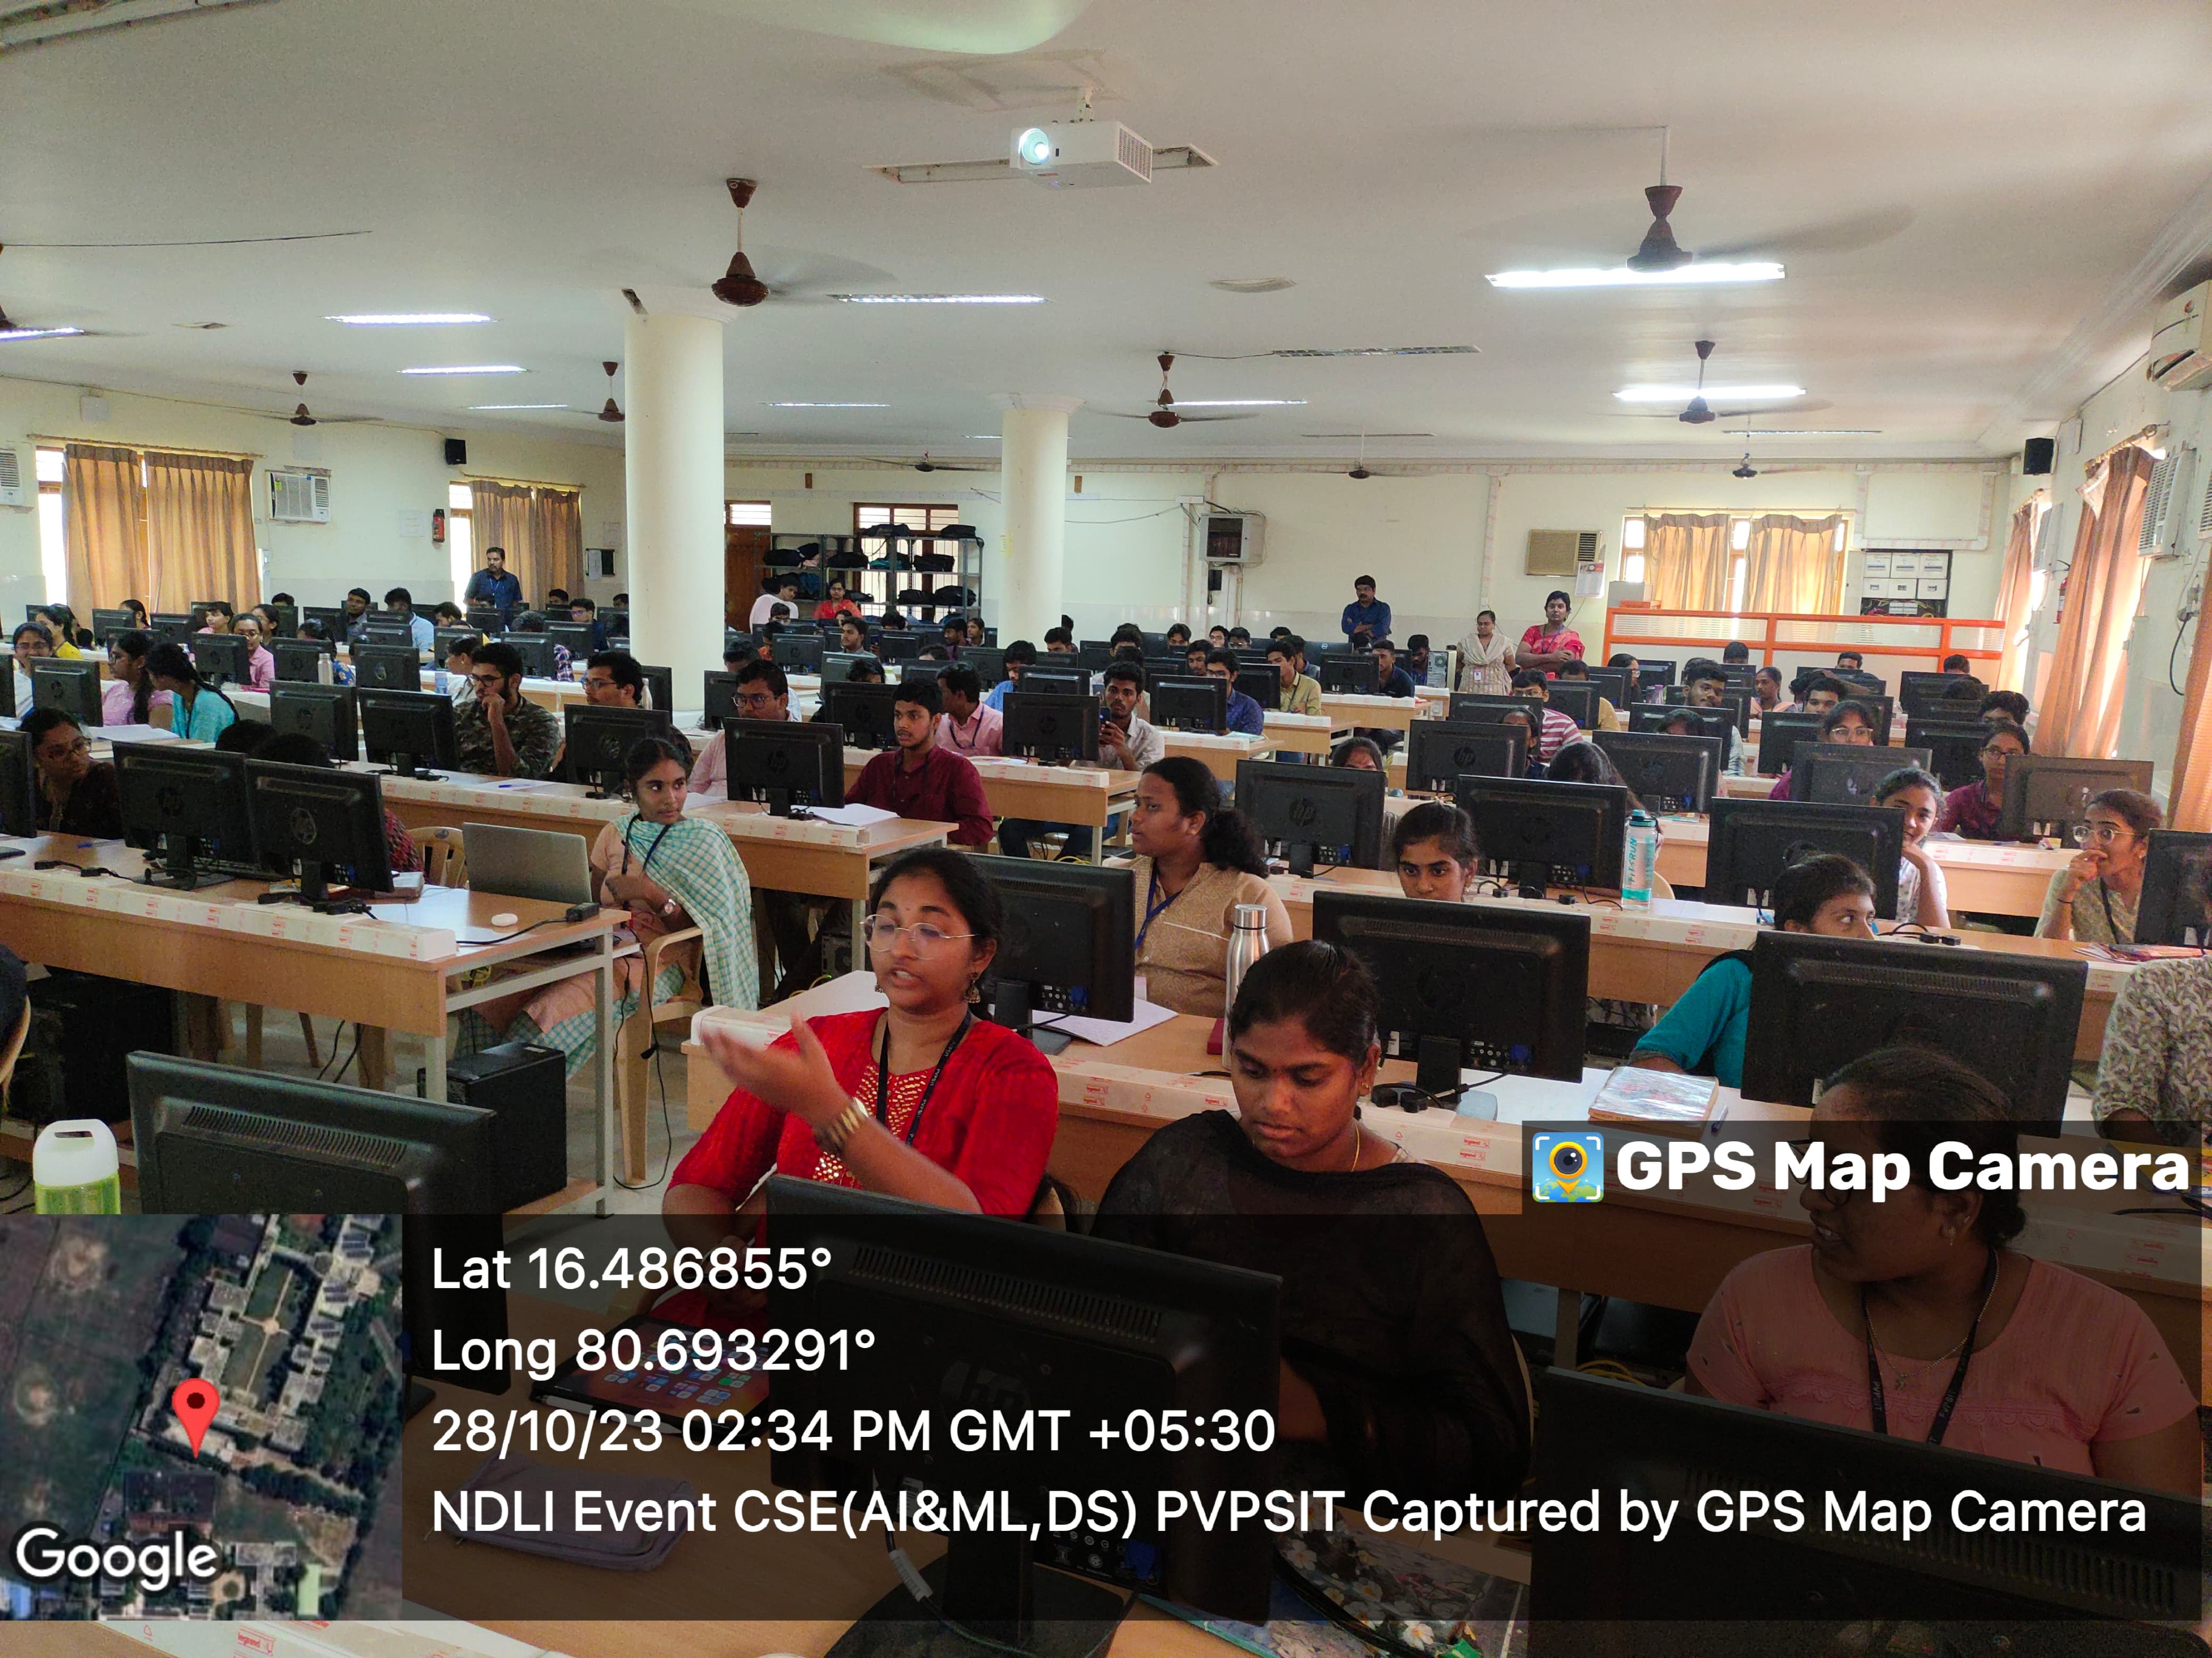 GPS Map Camera
Lat 16.486855°
Long 80.693291°
28/10/23 02:34 PM GMT +05:30
NDLI Event CSE(AI&ML,DS) PVPSIT Captured by GPS Map Camera
Google